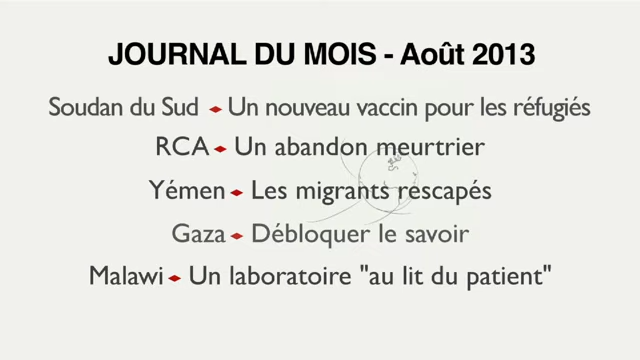 JOURNAL DU MOIS - Août 2013
Soudan du Sud ◆ Un nouveau vaccin pour les réfugiés
RCA ◆ Un abandon meurtrier
Yémen ◆ Les migrants rescapés
Gaza ◆ Débloquer le savoir
Malawi ◆ Un laboratoire "au lit du patient"